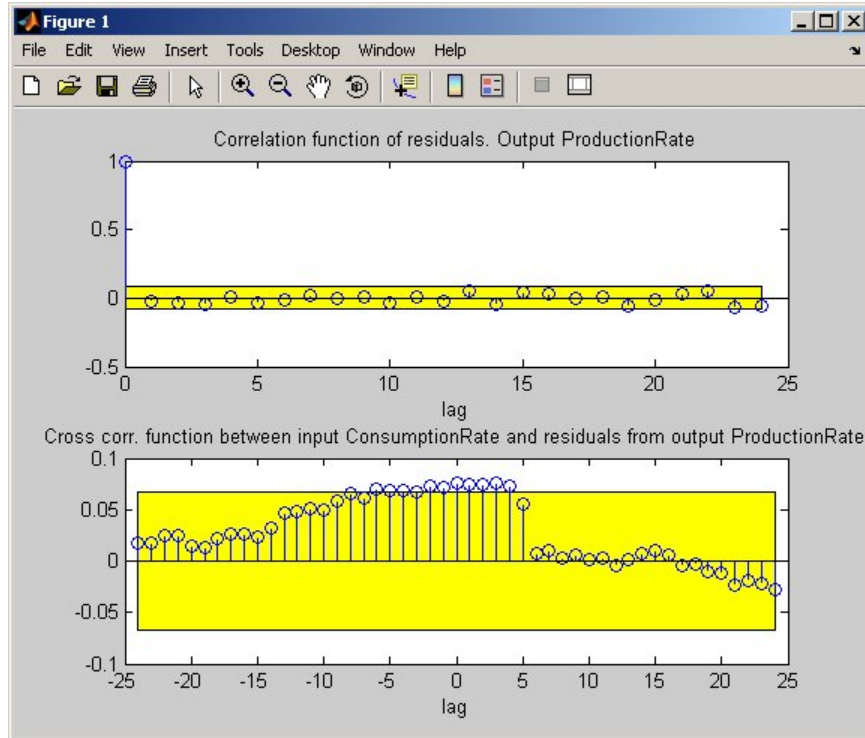 Figure 1
File Edit View Insert Tools Desktop Window Help
Correlation function of residuals. Output ProductionRate
1
0.5
0
-0.5
0 5 10 15 20 25
lag
Cross corr. function between input ConsumptionRate and residuals from output ProductionRate
0.1
0.05
0
-0.05
-0.1
-25 -20 -15 -10 -5 0 5 10 15 20 25
lag